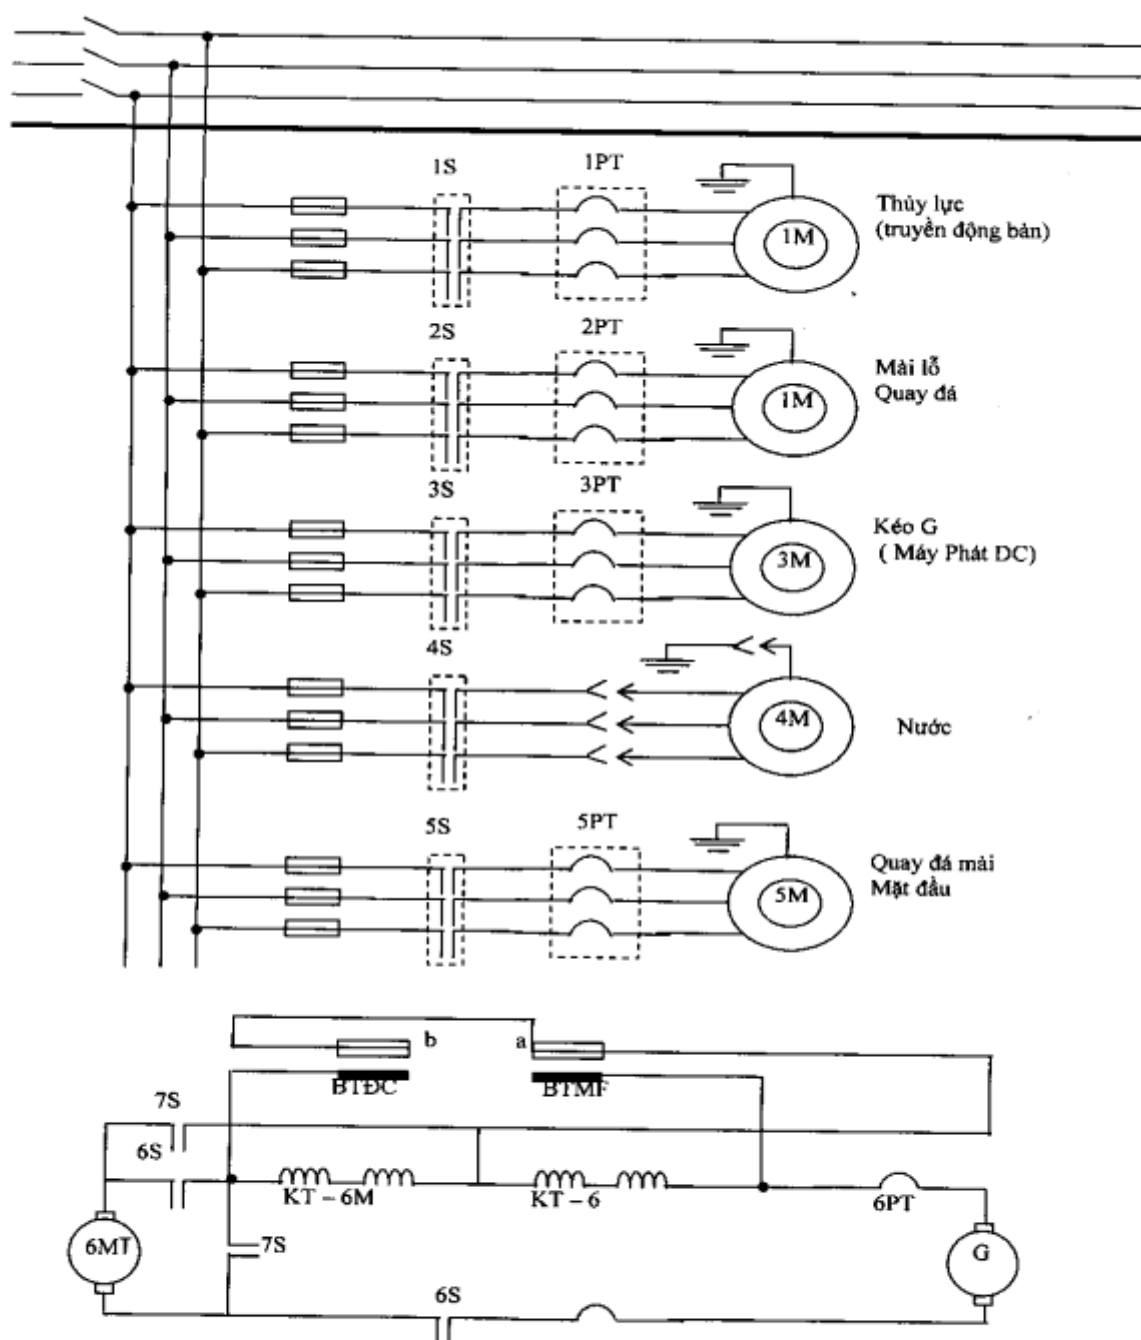 1S
1PT
1M
Thủy lực
(truyền động bàn)
2S
2PT
1M
Mài lỗ
Quay đá
3S
3PT
3M
Kéo G
( Máy Phát DC)
4S
4M
Nước
5S
5PT
5M
Quay đá mài
Mặt đầu
b
a
BTĐC
BTMF
7S
6S
KT – 6M
KT – 6
6PT
6MT
7S
G
6S